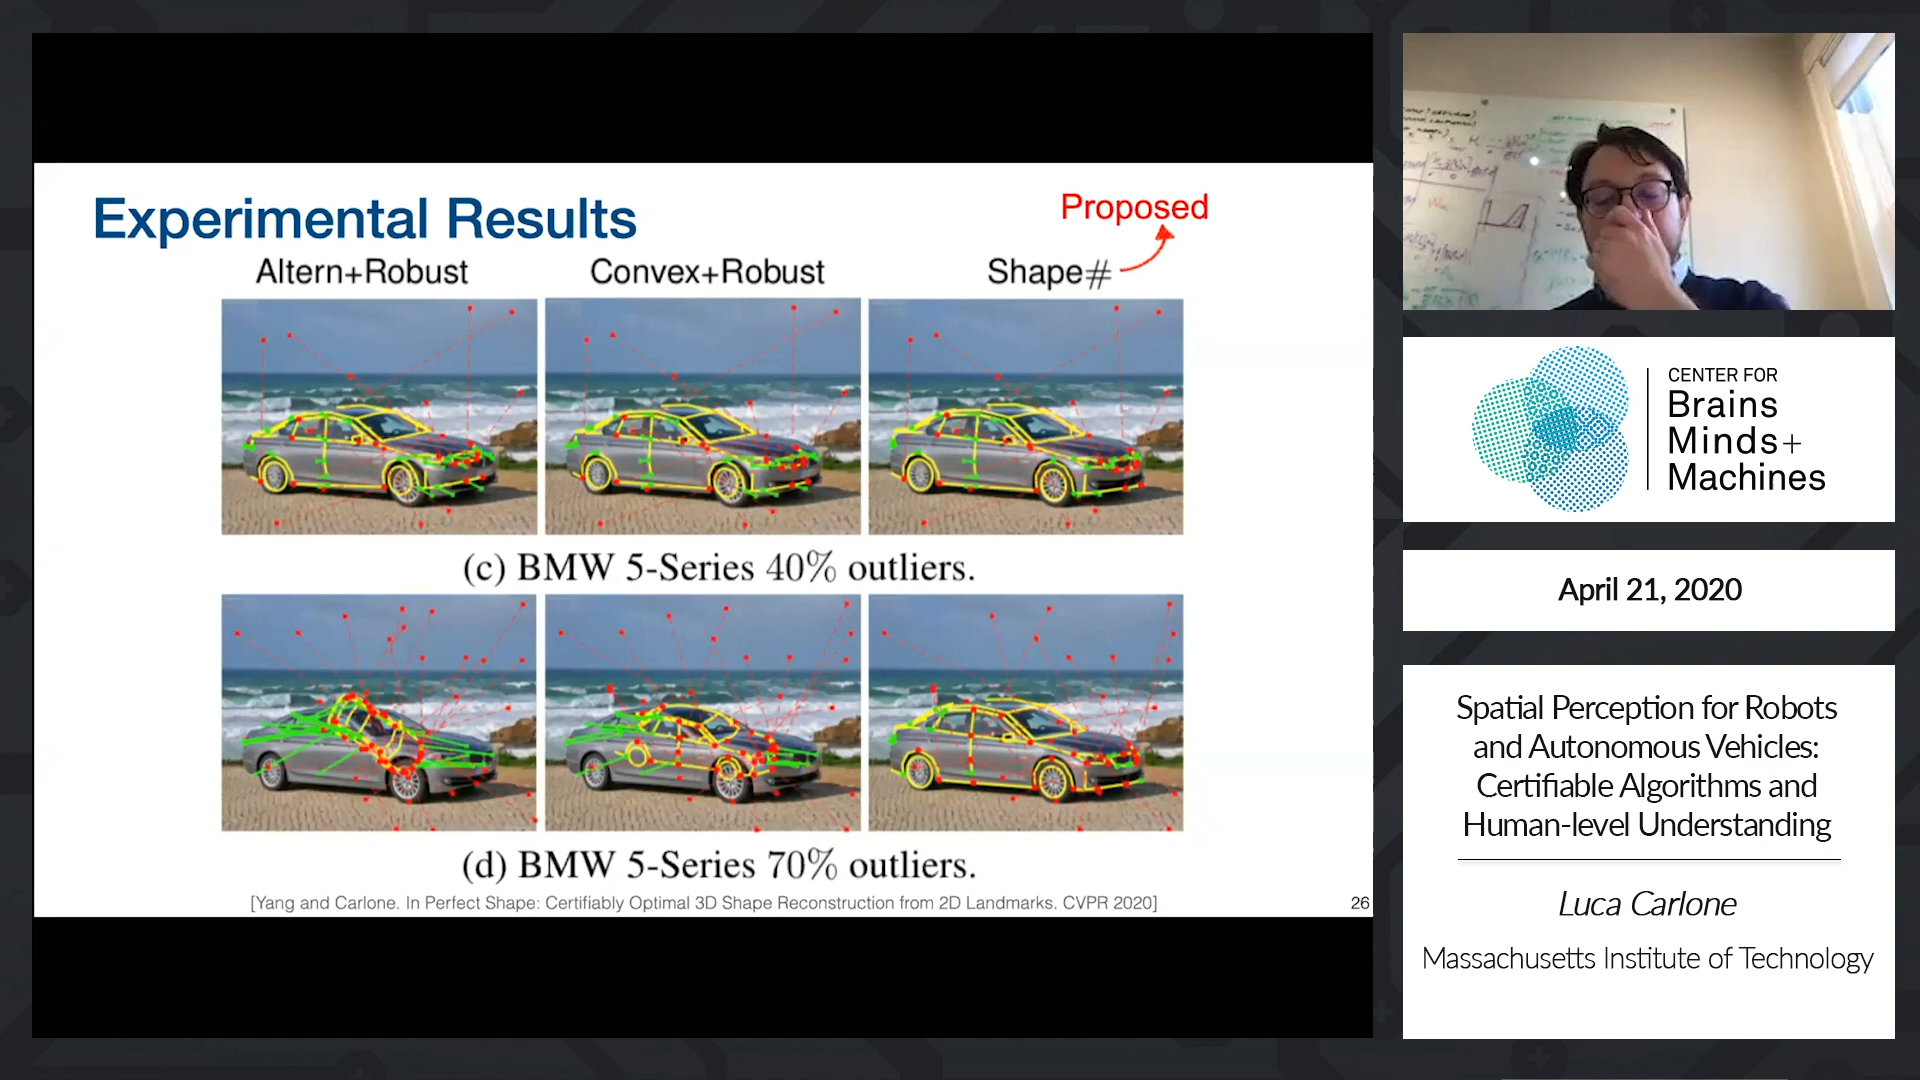 Experimental Results
Proposed
Altern+Robust
Convex+Robust
Shape#
(c) BMW 5-Series 40% outliers.
(d) BMW 5-Series 70% outliers.
[Yang and Carlone. In Perfect Shape: Certifiably Optimal 3D Shape Reconstruction from 2D Landmarks. CVPR 2020]
26
CENTER FOR
Brains
Minds+
Machines
April 21, 2020
Spatial Perception for Robots
and Autonomous Vehicles:
Certifiable Algorithms and
Human-level Understanding
Luca Carlone
Massachusetts Institute of Technology